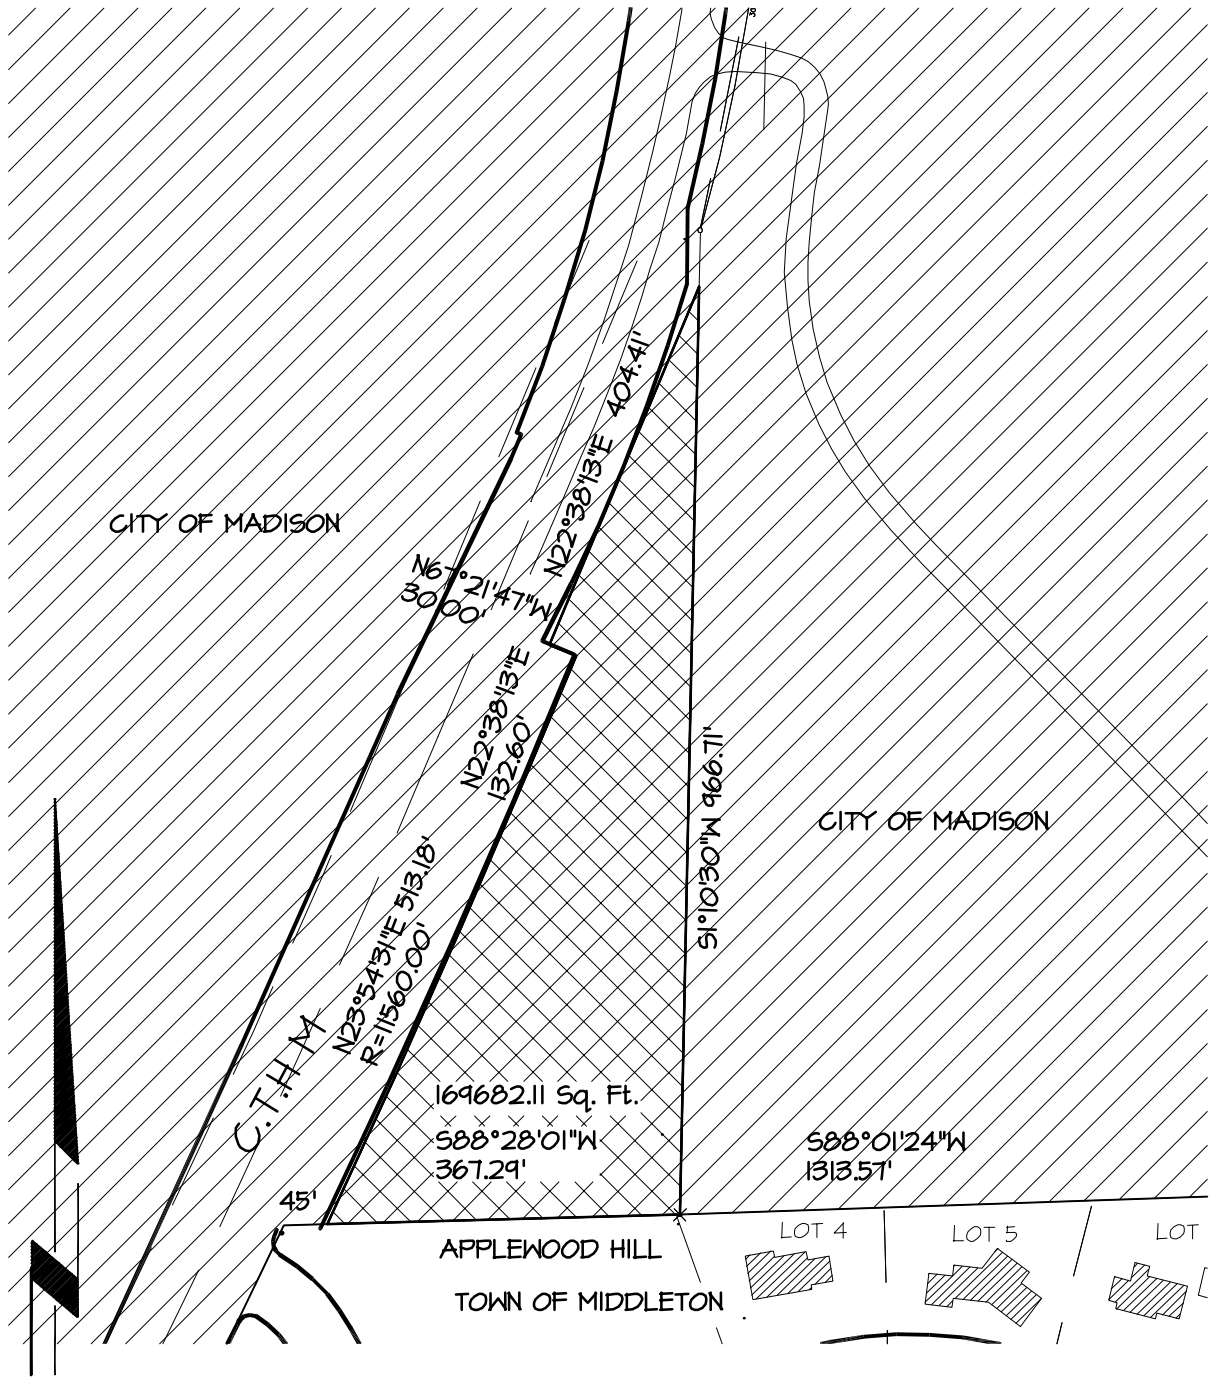 404.41'
N22°38'13"E
CITY OF MADISON
N67°21'47"W
30.00'
N22°38'13"E
132.60'
S1°10'30"W 966.71'
CITY OF MADISON
N23°54'31"E 513.18'
R=11560.00'
C.T.H M
169682.11 Sq. Ft.
S88°28'01"W
367.29'
S88°01'24"W
1313.57'
45'
APPLEWOOD HILL
LOT 4
LOT 5
LOT
TOWN OF MIDDLETON